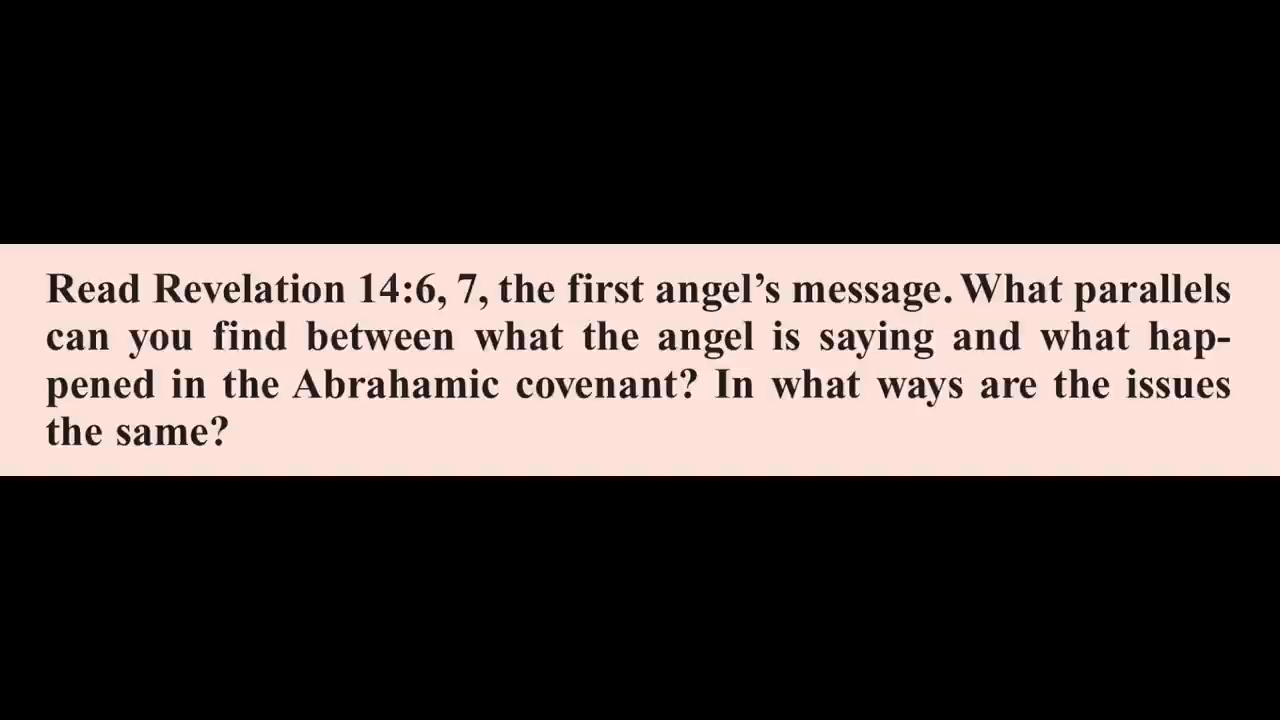 Read Revelation 14:6, 7, the first angel’s message. What parallels
can you find between what the angel is saying and what hap-
pened in the Abrahamic covenant? In what ways are the issues
the same?